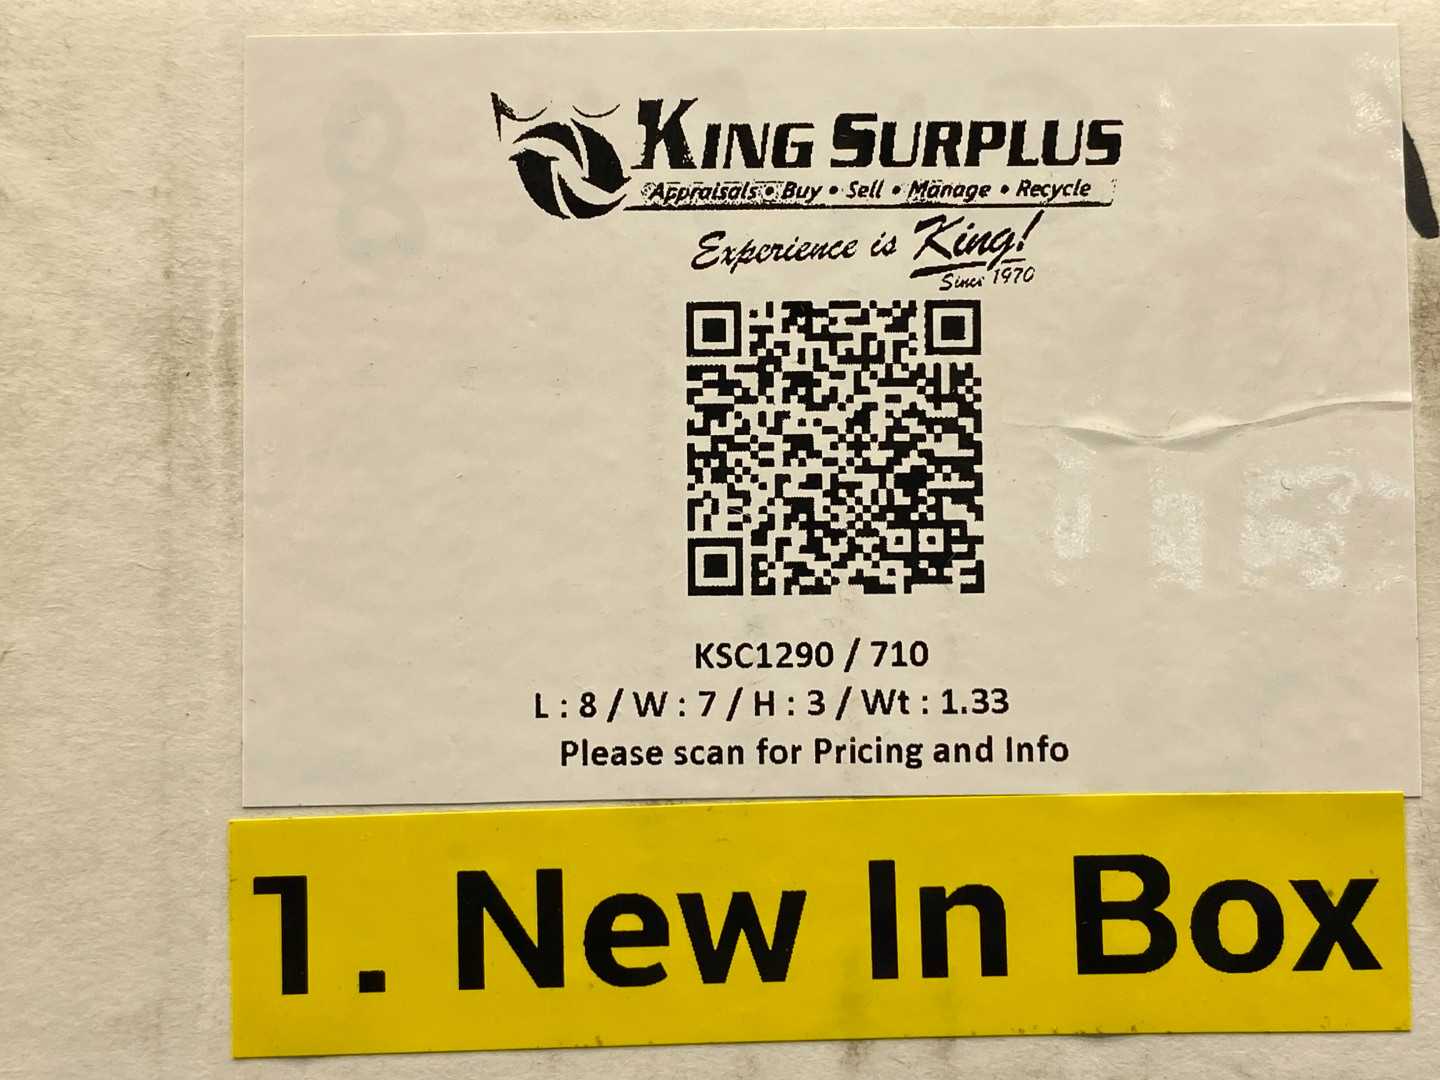 KING SURPLUS
Appraisals • Buy • Sell • Manage • Recycle
Experience is King!
Since 1970
KSC1290 / 710
L : 8 / W : 7 / H : 3 / Wt : 1.33
Please scan for Pricing and Info
1. New In Box